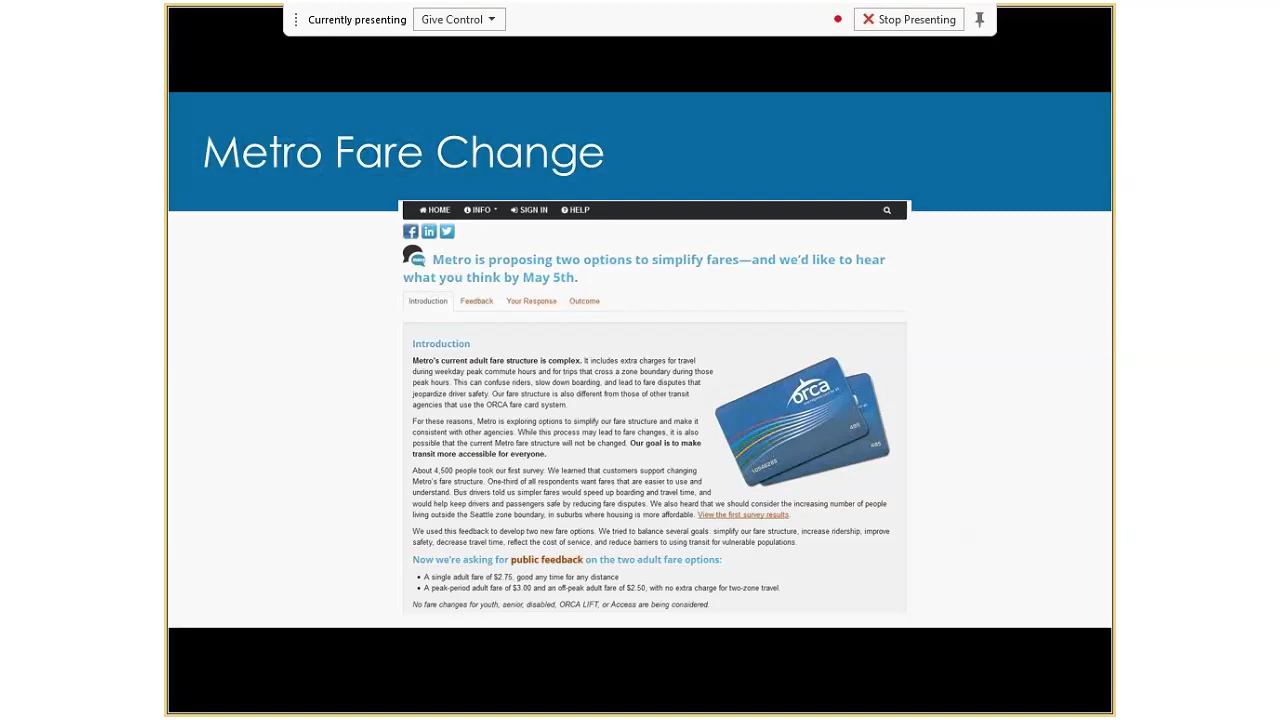 Currently presenting Give Control Stop Presenting
Metro Fare Change
HOME INFO SIGN IN HELP
Metro is proposing two options to simplify fares—and we'd like to hear
what you think by May 5th.
Introduction Feedback Your Response Outcome
Introduction
Metro's current adult fare structure is complex. It includes extra charges for travel
during weekday peak commute hours and for trips that cross a zone boundary during those
peak hours. This can confuse riders, slow down boarding, and lead to fare disputes that
jeopardize driver safety. Our fare structure is also different from those of other transit
agencies that use the ORCA fare card system.
For these reasons, Metro is exploring options to simplify our fare structure and make it
consistent with other agencies. While this process may lead to fare changes, it is also
possible that the current Metro fare structure will not be changed. Our goal is to make
transit more accessible for everyone.
About 4,500 people took our first survey. We learned that customers support changing
Metro's fare structure. One-third of all respondents want fares that are easier to use and
understand. Bus drivers told us simpler fares would speed up boarding and travel time, and
would help keep drivers and passengers safe by reducing fare disputes. We also heard that we should consider the increasing number of people
living outside the Seattle zone boundary, in suburbs where housing is more affordable. View the first survey results.
We used this feedback to develop two new fare options. We tried to balance several goals: simplify our fare structure, increase ridership, improve
safety, decrease travel time, reflect the cost of service, and reduce barriers to using transit for vulnerable populations.
Now we're asking for public feedback on the two adult fare options:
• A single adult fare of $2.75, good any time for any distance
• A peak-period adult fare of $3.00 and an off-peak adult fare of $2.50, with no extra charge for two-zone travel.
No fare changes for youth, senior, disabled, ORCA LIFT, or Access are being considered.
orca
485
485
10546285